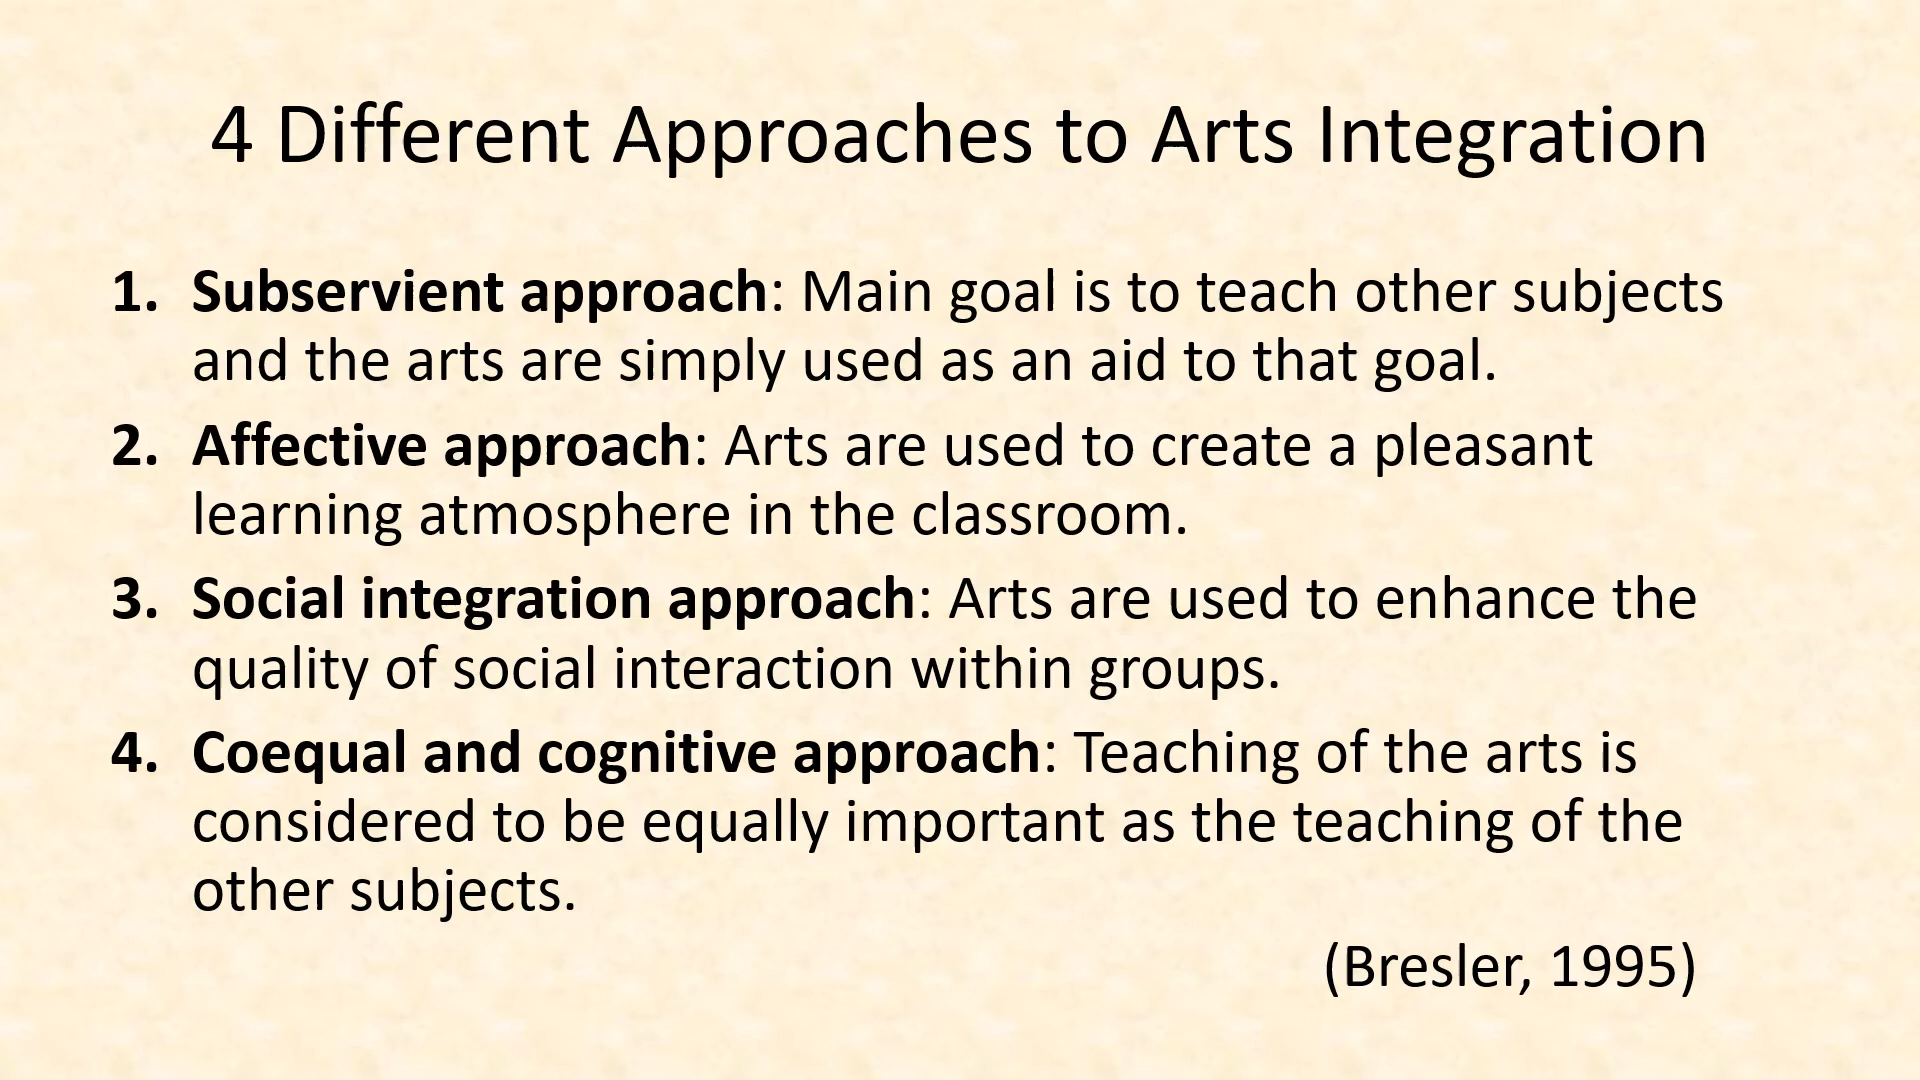 4 Different Approaches to Arts Integration
1. Subservient approach: Main goal is to teach other subjects
and the arts are simply used as an aid to that goal.
2. Affective approach: Arts are used to create a pleasant
learning atmosphere in the classroom.
3. Social integration approach: Arts are used to enhance the
quality of social interaction within groups.
4. Coequal and cognitive approach: Teaching of the arts is
considered to be equally important as the teaching of the
other subjects.
(Bresler, 1995)